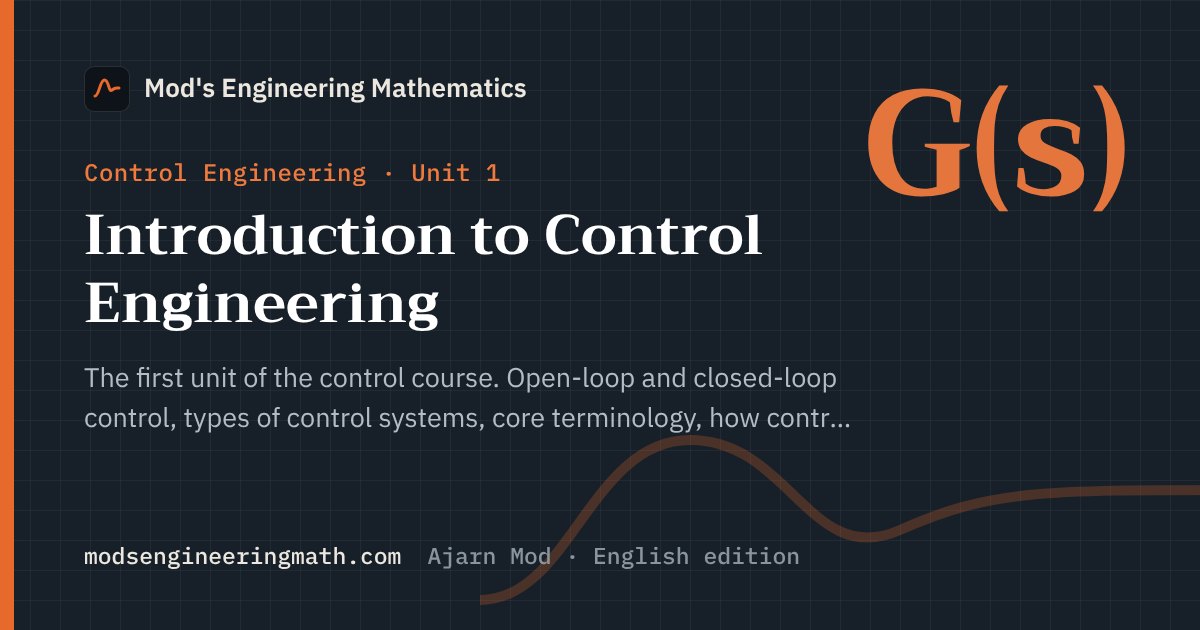 Mod's Engineering Mathematics
G(s)
Control Engineering · Unit 1
Introduction to Control
Engineering
The first unit of the control course. Open-loop and closed-loop
control, types of control systems, core terminology, how contr...
modsengineeringmath.com Ajarn Mod · English edition